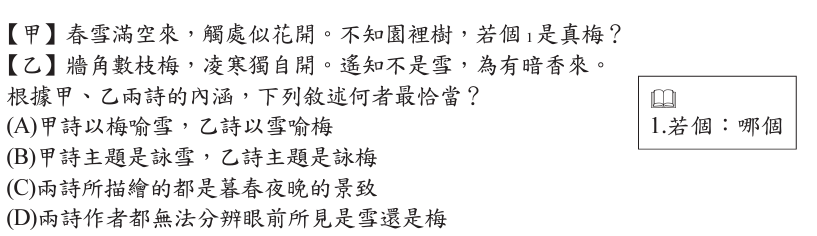 【甲】春雪滿空來，觸處似花開。不知園裡樹，若個1是真梅？
【乙】牆角數枝梅，凌寒獨自開。遙知不是雪，為有暗香來。
根據甲、乙兩詩的內涵，下列敘述何者最恰當？
(A)甲詩以梅喻雪，乙詩以雪喻梅
(B)甲詩主題是詠雪，乙詩主題是詠梅
(C)兩詩所描繪的都是暮春夜晚的景致
(D)兩詩作者都無法分辨眼前所見是雪還是梅
1.若個：哪個